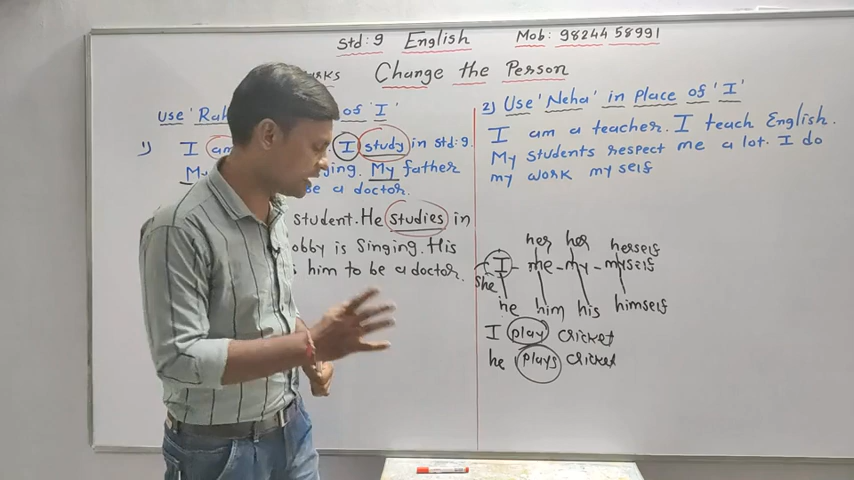 Std: 9 English Mob: 98244 58991
Change the Person
Use of 'I'
1) I am I study in std: 9.
ging. My father
be a doctor.
student. He studies in
obby is Singing. His
him to be a doctor.
2) Use 'Neha' in place of 'I'
I am a teacher. I teach English.
My students respect me a lot. I do
my work my self
her her herself
I - me - my - myself
she
he him his himself
I play cricket
he plays cricket